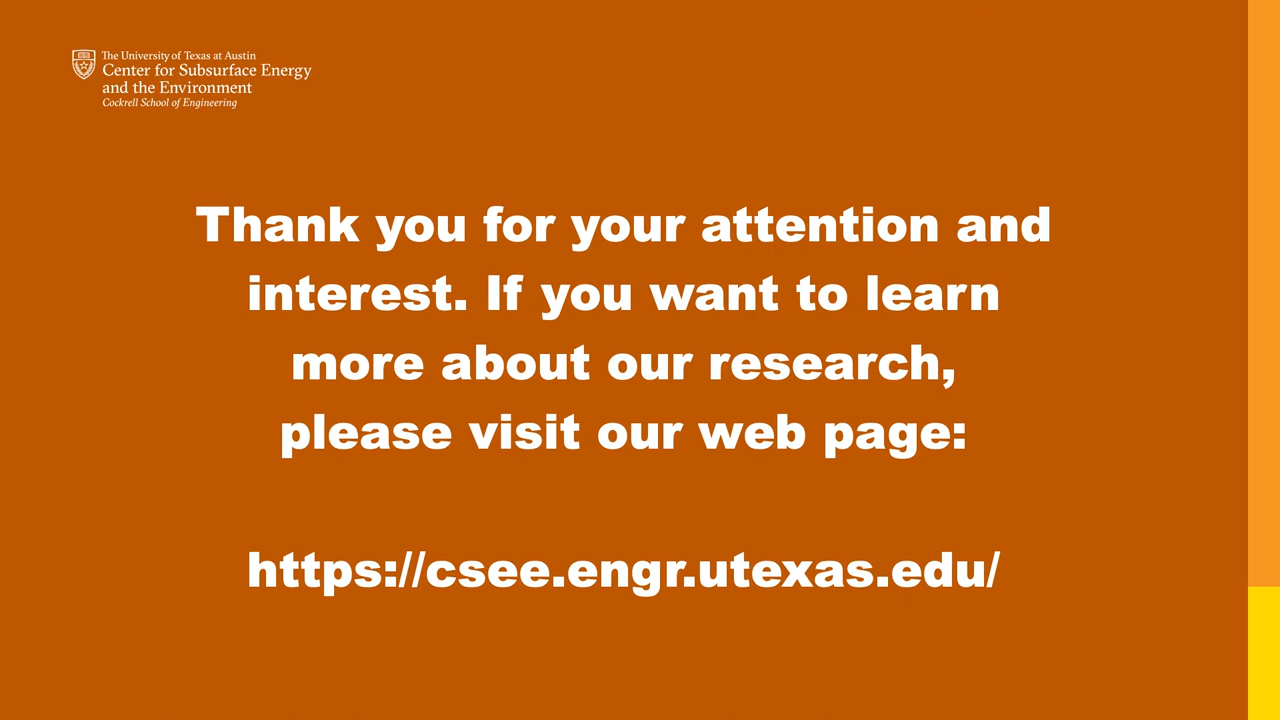 The University of Texas at Austin
Center for Subsurface Energy
and the Environment
Cockrell School of Engineering
Thank you for your attention and
interest. If you want to learn
more about our research,
please visit our web page:
https://csee.engr.utexas.edu/